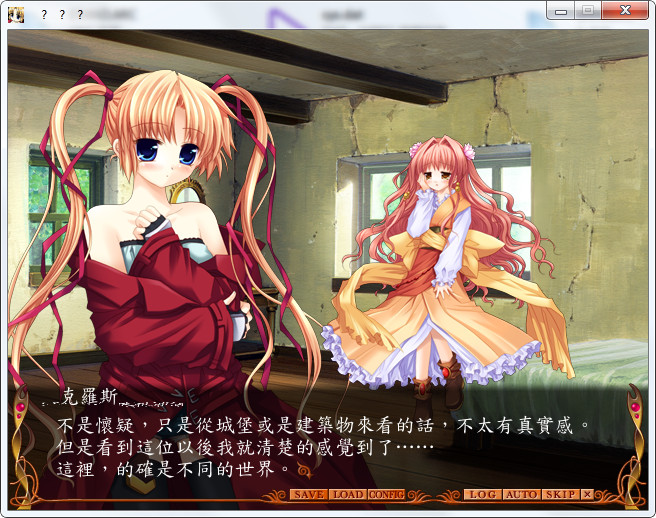 ? ? ?
克羅斯
不是懷疑，只是從城堡或是建築物來看的話，不太有真實感。
但是看到這位以後我就清楚的感覺到了……
這裡，的確是不同的世界。
SAVE LOAD CONFIG LOG AUTO SKIP ×